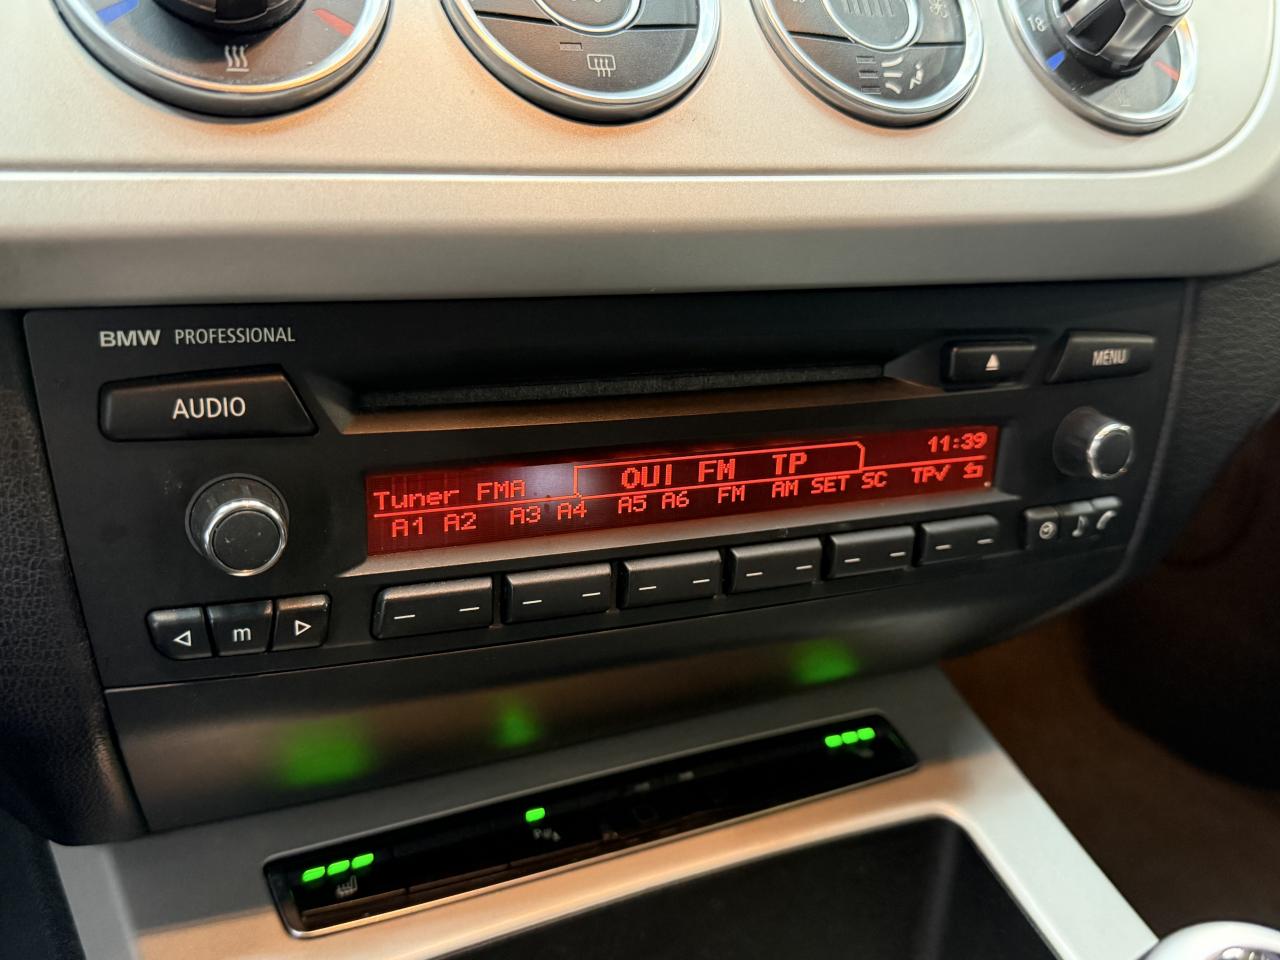 BMW PROFESSIONAL
MENU
AUDIO
Tuner FMA OUI FM TP 11:39
A1 A2 A3 A4 A5 A6 FM AM SET SC TP✓
m